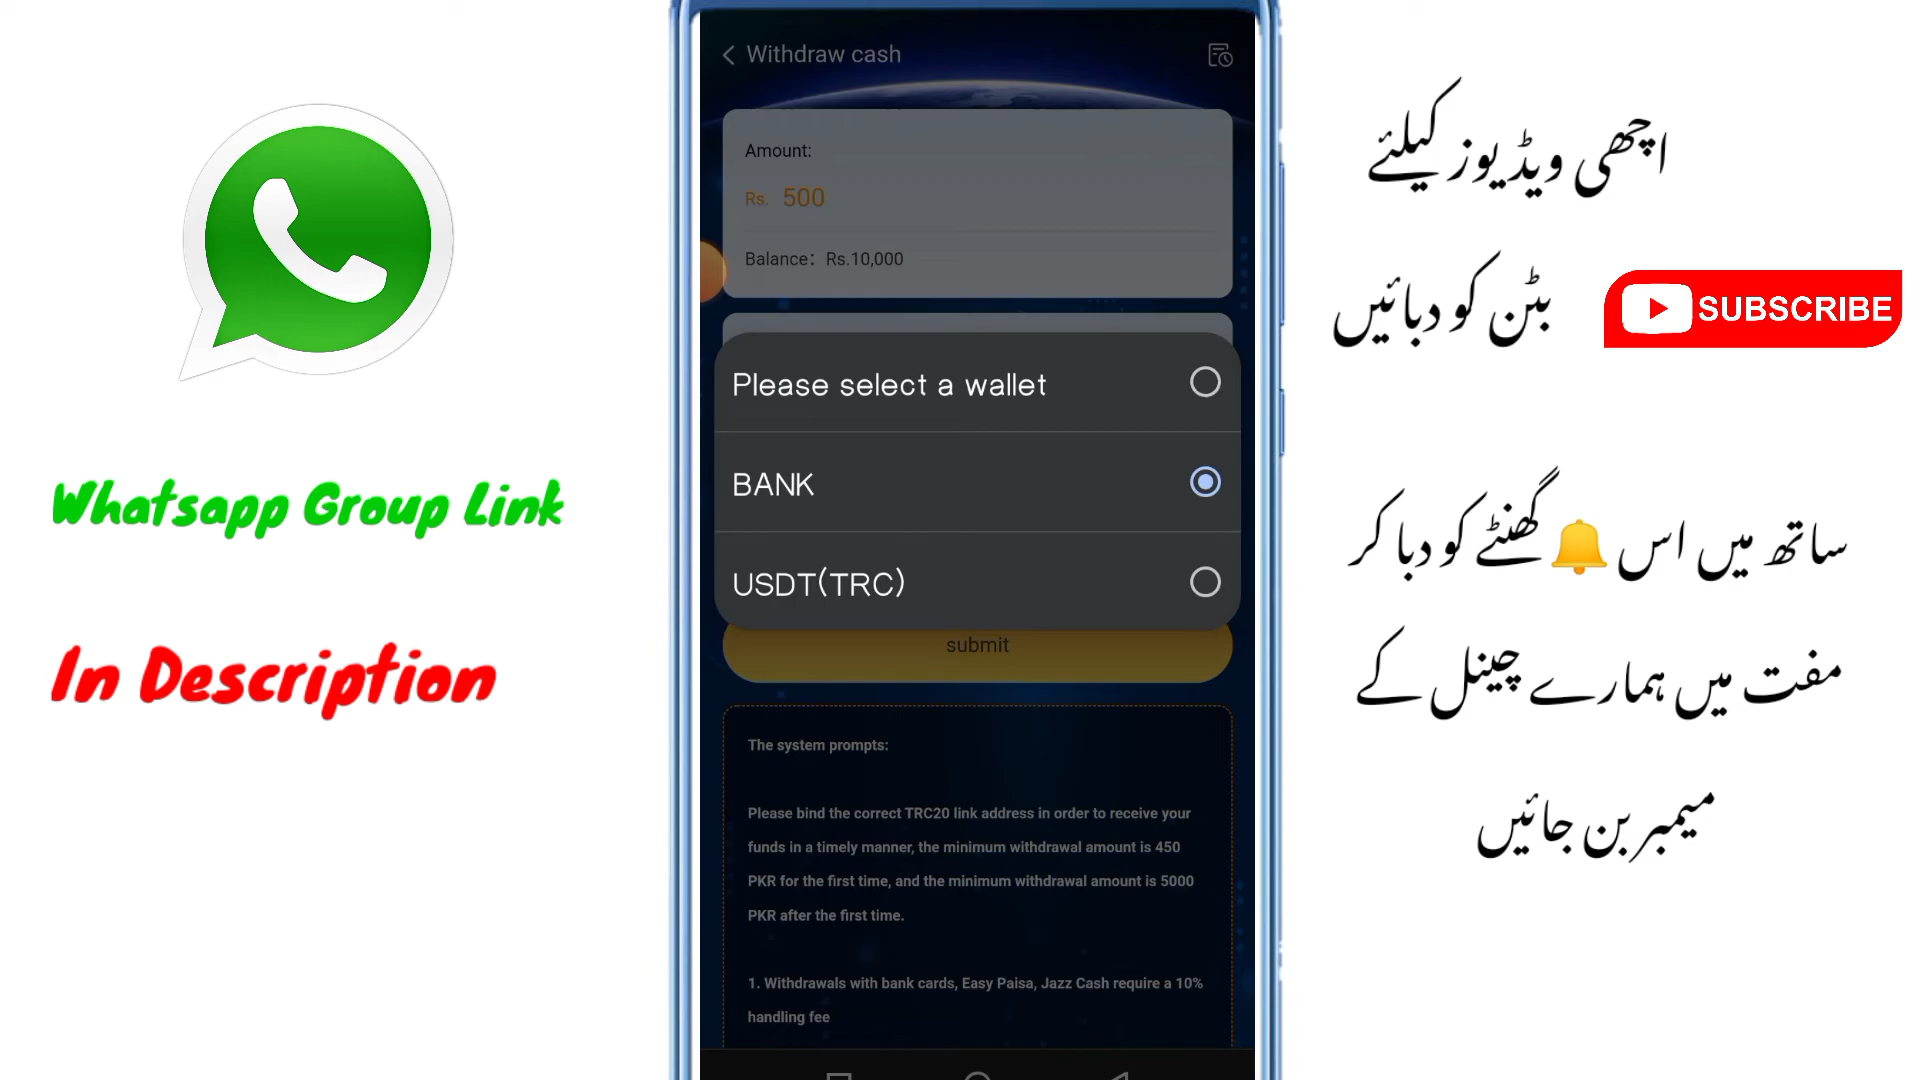 Withdraw cash
Amount:
Rs. 500
Balance: Rs.10,000
Please select a wallet
BANK
USDT(TRC)
submit
The system prompts:
Please bind the correct TRC20 link address in order to receive your
funds in a timely manner, the minimum withdrawal amount is 450
PKR for the first time, and the minimum withdrawal amount is 5000
PKR after the first time.
1. Withdrawals with bank cards, Easy Paisa, Jazz Cash require a 10%
handling fee
Whatsapp Group Link
In Description
اچھی ویڈیوز کیلئے
بٹن کو دبائیں
SUBSCRIBE
ساتھ میں اس 🔔 گھنٹے کو دبا کر
مفت میں ہمارے چینل کے
میمبر بن جائیں